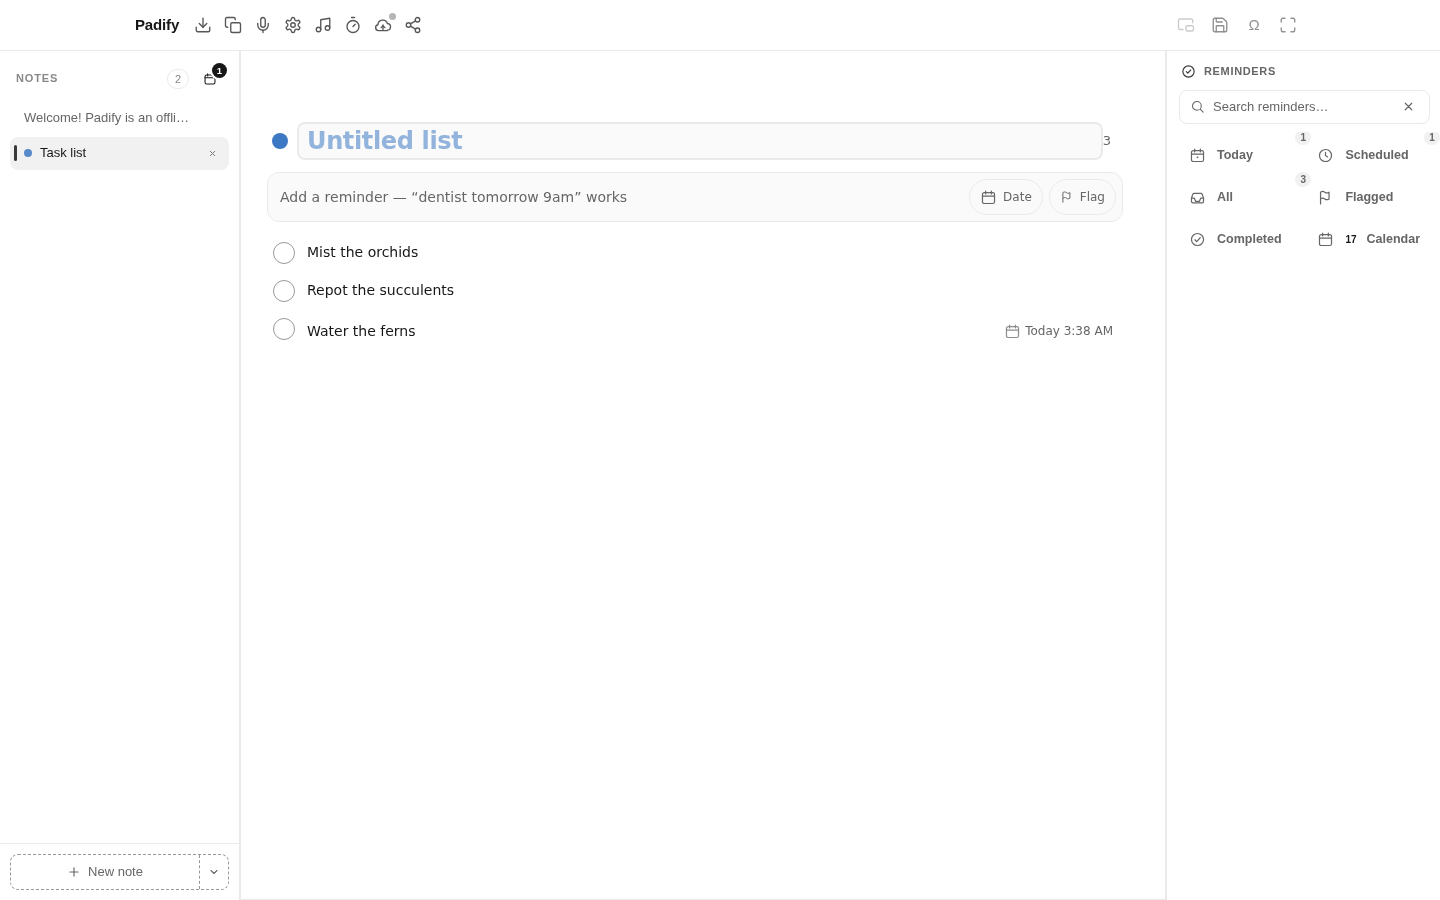 Padify
Ω
NOTES
2
1
Welcome! Padify is an offli…
Task list
New note
Untitled list
3
Add a reminder — “dentist tomorrow 9am” works
Date
Flag
Mist the orchids
Repot the succulents
Water the ferns
Today 3:38 AM
REMINDERS
Search reminders…
Today
1
Scheduled
1
All
3
Flagged
Completed
17 Calendar